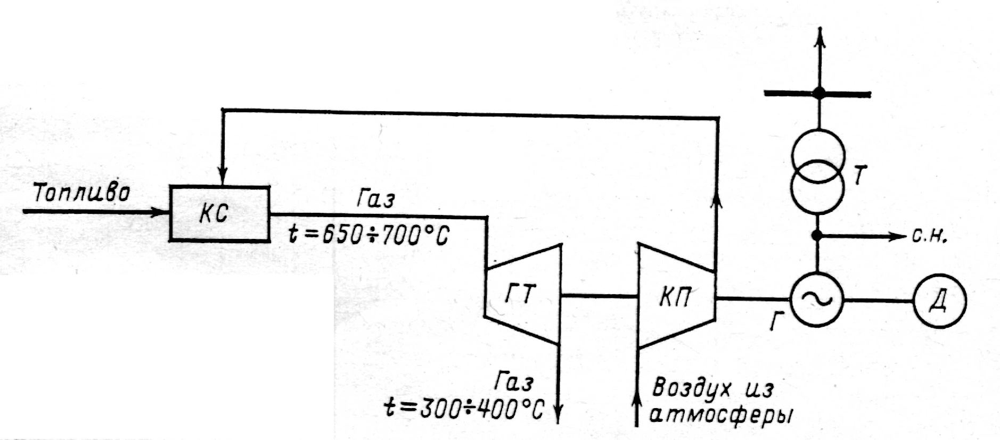 Т
Топливо
КС
Газ
t=650÷700°C
с.н.
ГТ
КП
Г
Д
Газ
t=300÷400°C
Воздух из
атмосферы